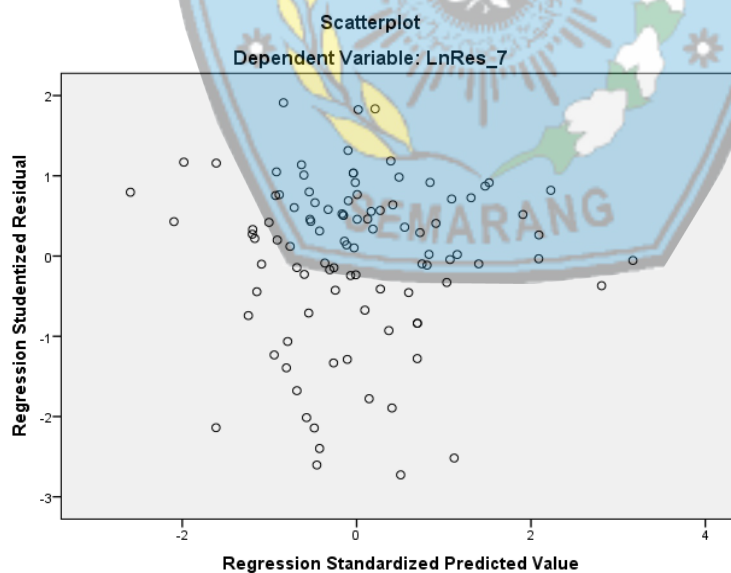 Scatterplot
Dependent Variable: LnRes_7
Regression Studentized Residual
2
1
0
-1
-2
-3
SEMARANG
-2
0
2
4
Regression Standardized Predicted Value